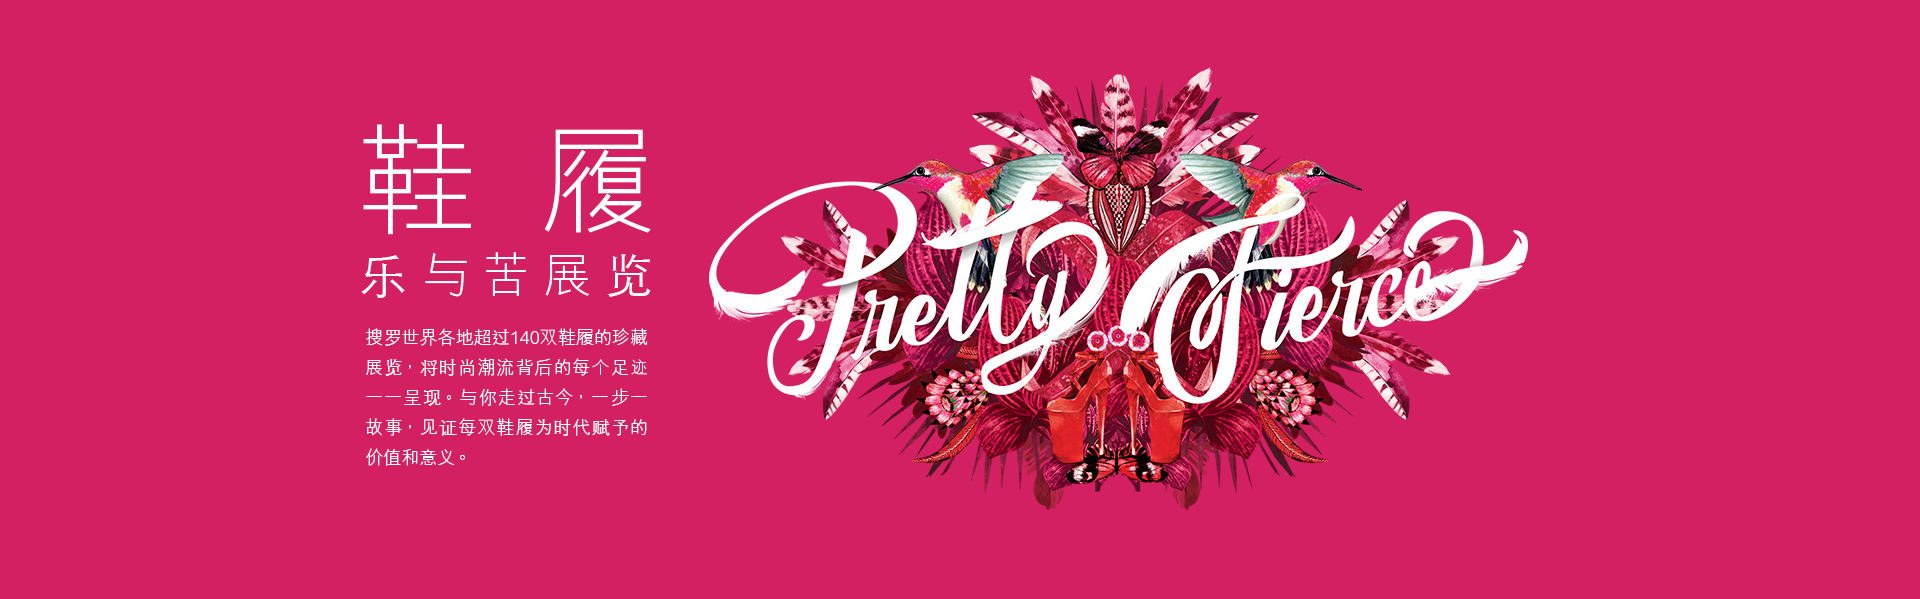 鞋履
乐与苦展览
搜罗世界各地超过140双鞋履的珍藏
展览，将时尚潮流背后的每个足迹
一一呈现。与你走过古今，一步一
故事，见证每双鞋履为时代赋予的
价值和意义。
Pretty Fierce